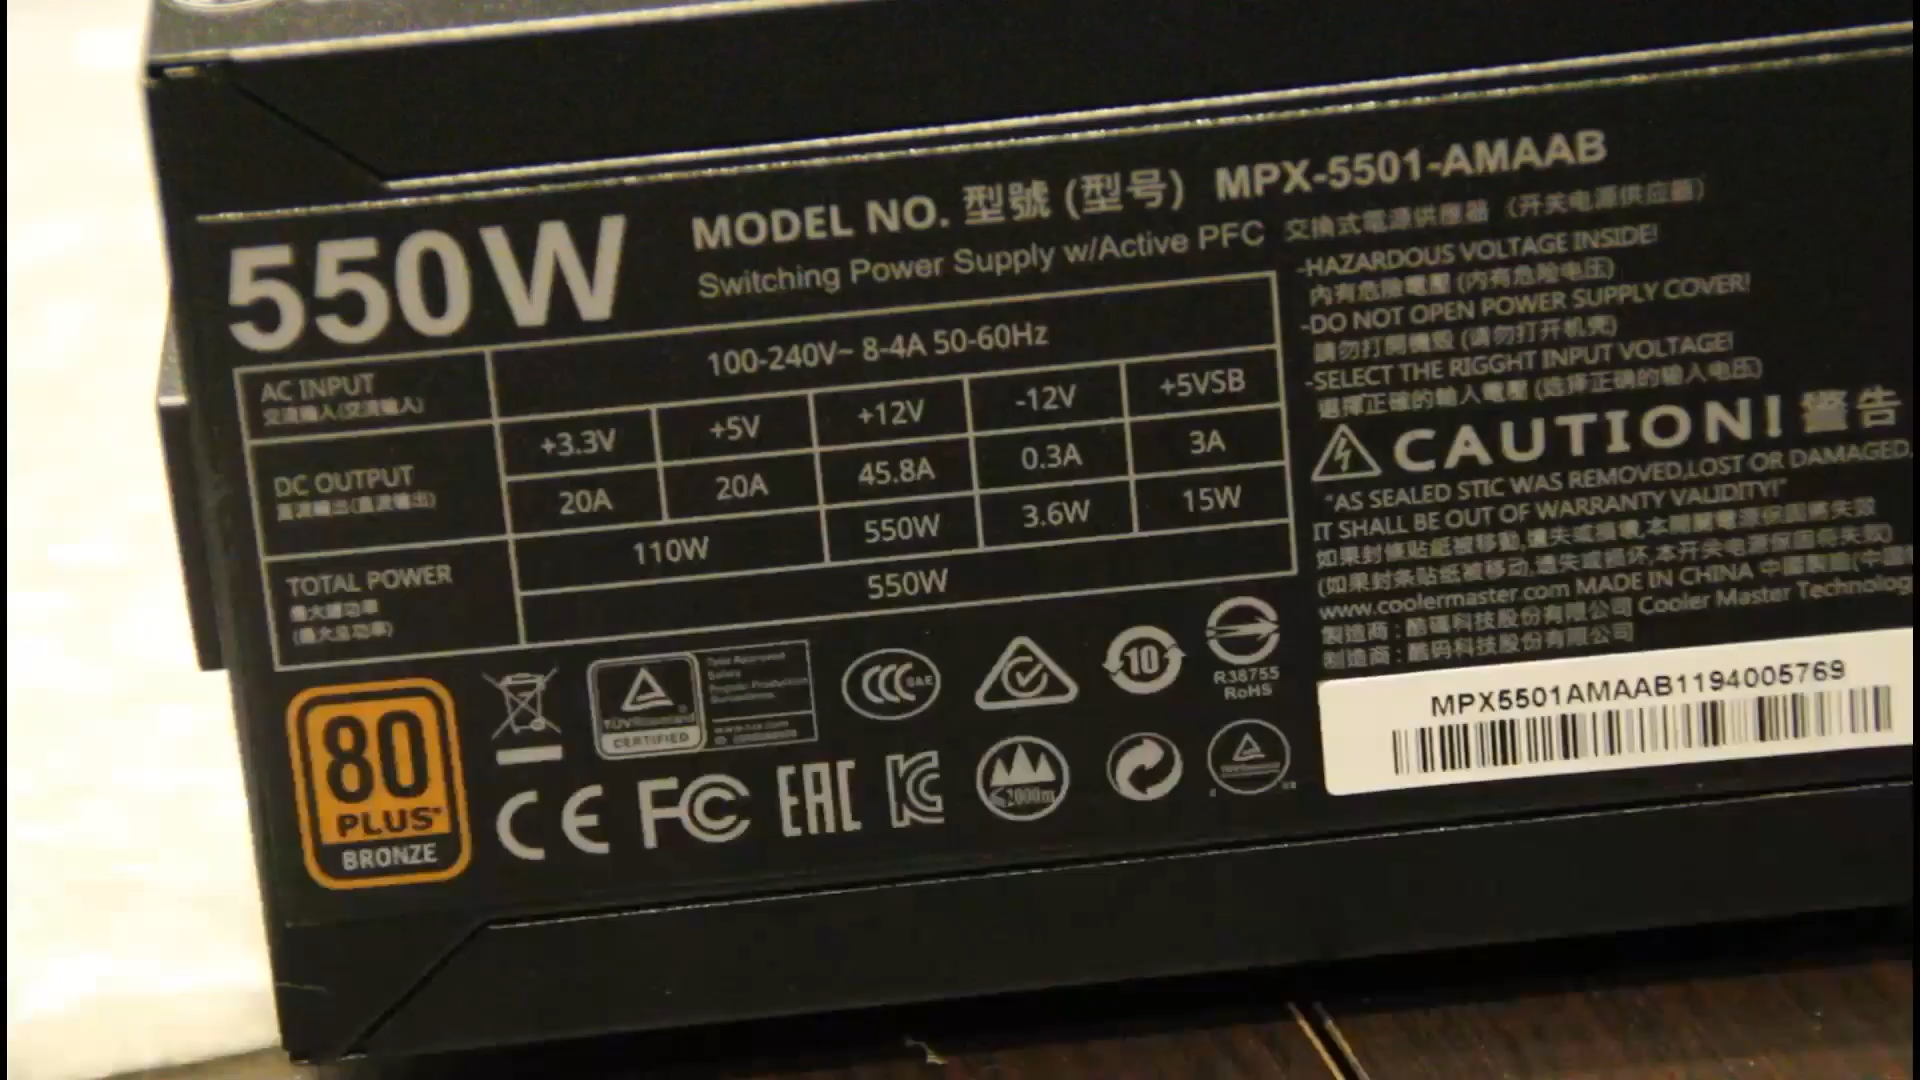 550W
MODEL NO. 型號 (型号) MPX-5501-AMAAB
Switching Power Supply w/Active PFC 交換式電源供應器 (开关电源供应器)
AC INPUT 100-240V~ 8-4A 50-60Hz
交流輸入(交流输入)
DC OUTPUT +3.3V +5V +12V -12V +5VSB
直流輸出(直流输出) 20A 20A 45.8A 0.3A 3A
TOTAL POWER 110W 550W 3.6W 15W
最大總功率 550W
(最大总功率)
-HAZARDOUS VOLTAGE INSIDE!
內有危險電壓 (内有危险电压)
-DO NOT OPEN POWER SUPPLY COVER!
請勿打開機殼 (請勿打开机壳)
-SELECT THE RIGGHT INPUT VOLTAGE!
選擇正確的輸入電壓 (选择正确的输入电压)
CAUTION! 警告
"AS SEALED STIC WAS REMOVED,LOST OR DAMAGED.
IT SHALL BE OUT OF WARRANTY VALIDITY!"
如果封條貼紙被移動,遺失或損壞,本開關電源保固將失效
(如果封条贴纸被移动,遗失或损坏,本开关电源保固将失效)
www.coolermaster.com MADE IN CHINA 中國製造(中国
製造商:酷碼科技股份有限公司 Cooler Master Technolog
制造商:酷码科技股份有限公司
MPX5501AMAAB1194005769
80
PLUS
BRONZE
TÜVRheinland
CERTIFIED
CCC S&E
10
R38755
RoHS
CE FC EAC KC
≤2000m